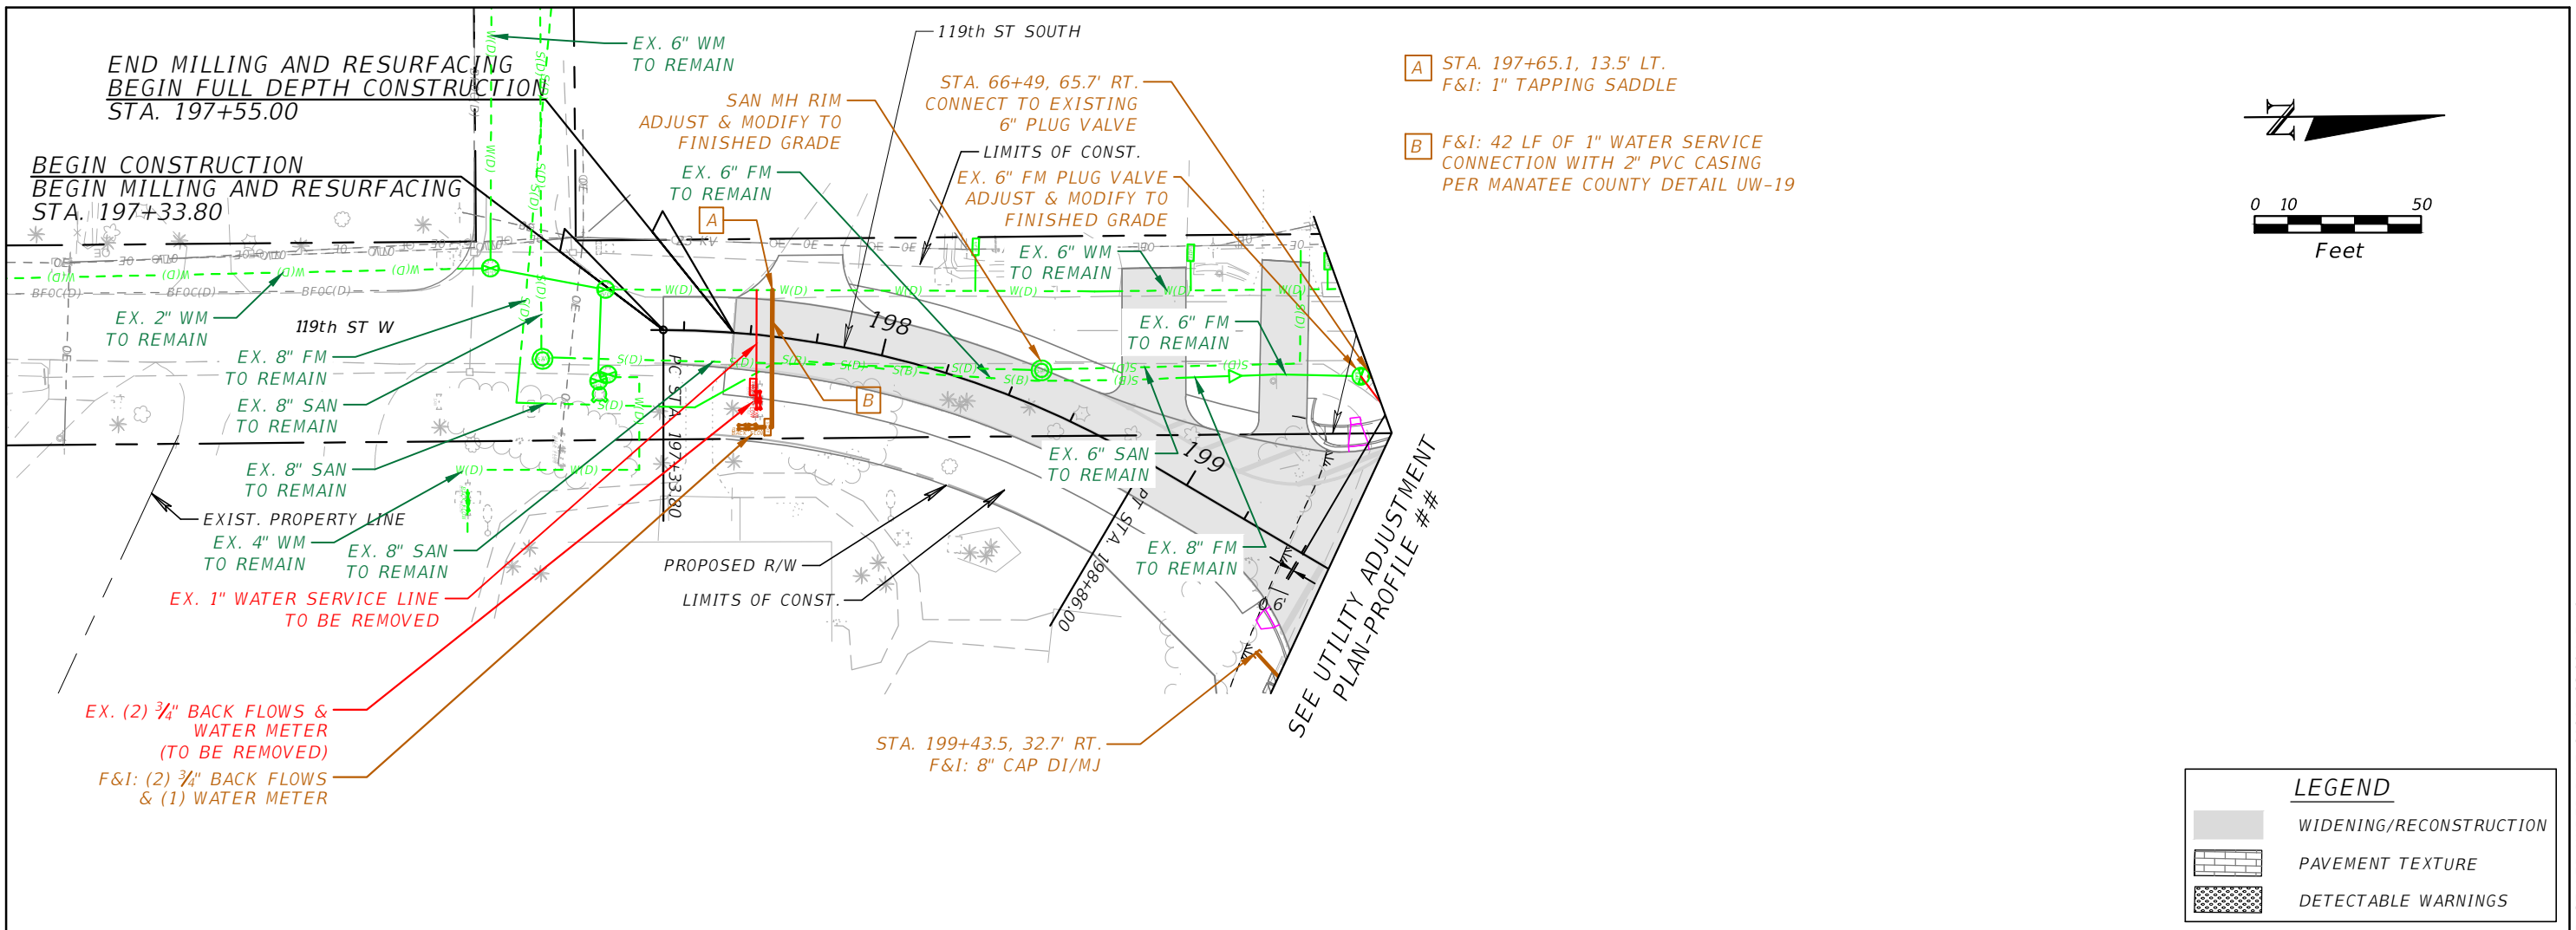 END MILLING AND RESURFACING
BEGIN FULL DEPTH CONSTRUCTION
STA. 197+55.00
BEGIN CONSTRUCTION
BEGIN MILLING AND RESURFACING
STA. 197+33.80
EX. 6" WM
TO REMAIN
119th ST SOUTH
SAN MH RIM
ADJUST & MODIFY TO
FINISHED GRADE
STA. 66+49, 65.7' RT.
CONNECT TO EXISTING
6" PLUG VALVE
LIMITS OF CONST.
EX. 6" FM
TO REMAIN
EX. 6" FM PLUG VALVE
ADJUST & MODIFY TO
FINISHED GRADE
A
STA. 197+65.1, 13.5' LT.
F&I: 1" TAPPING SADDLE
B
F&I: 42 LF OF 1" WATER SERVICE
CONNECTION WITH 2" PVC CASING
PER MANATEE COUNTY DETAIL UW-19
N
0 10 50
Feet
A
EX. 6" WM
TO REMAIN
EX. 2" WM
TO REMAIN
119th ST W
EX. 8" FM
TO REMAIN
EX. 8" SAN
TO REMAIN
198
EX. 6" FM
TO REMAIN
B
PC STA. 197+33.80
EX. 8" SAN
TO REMAIN
EX. 6" SAN
TO REMAIN
199
EXIST. PROPERTY LINE
EX. 4" WM
TO REMAIN
EX. 8" SAN
TO REMAIN
PROPOSED R/W
LIMITS OF CONST.
PT STA. 198+86.00
EX. 8" FM
TO REMAIN
0.6'
SEE UTILITY ADJUSTMENT
PLAN-PROFILE ##
EX. 1" WATER SERVICE LINE
TO BE REMOVED
EX. (2) 3/4" BACK FLOWS &
WATER METER
(TO BE REMOVED)
F&I: (2) 3/4" BACK FLOWS
& (1) WATER METER
STA. 199+43.5, 32.7' RT.
F&I: 8" CAP DI/MJ
W(D) W(D) W(D) W(D)
BFOC(D) BFOC(D) BFOC(D)
W(D) W(D) W(D) W(D) W(D) W(D)
S(D) S(D) S(B) S(D) S(B) S(D)
LEGEND
WIDENING/RECONSTRUCTION
PAVEMENT TEXTURE
DETECTABLE WARNINGS